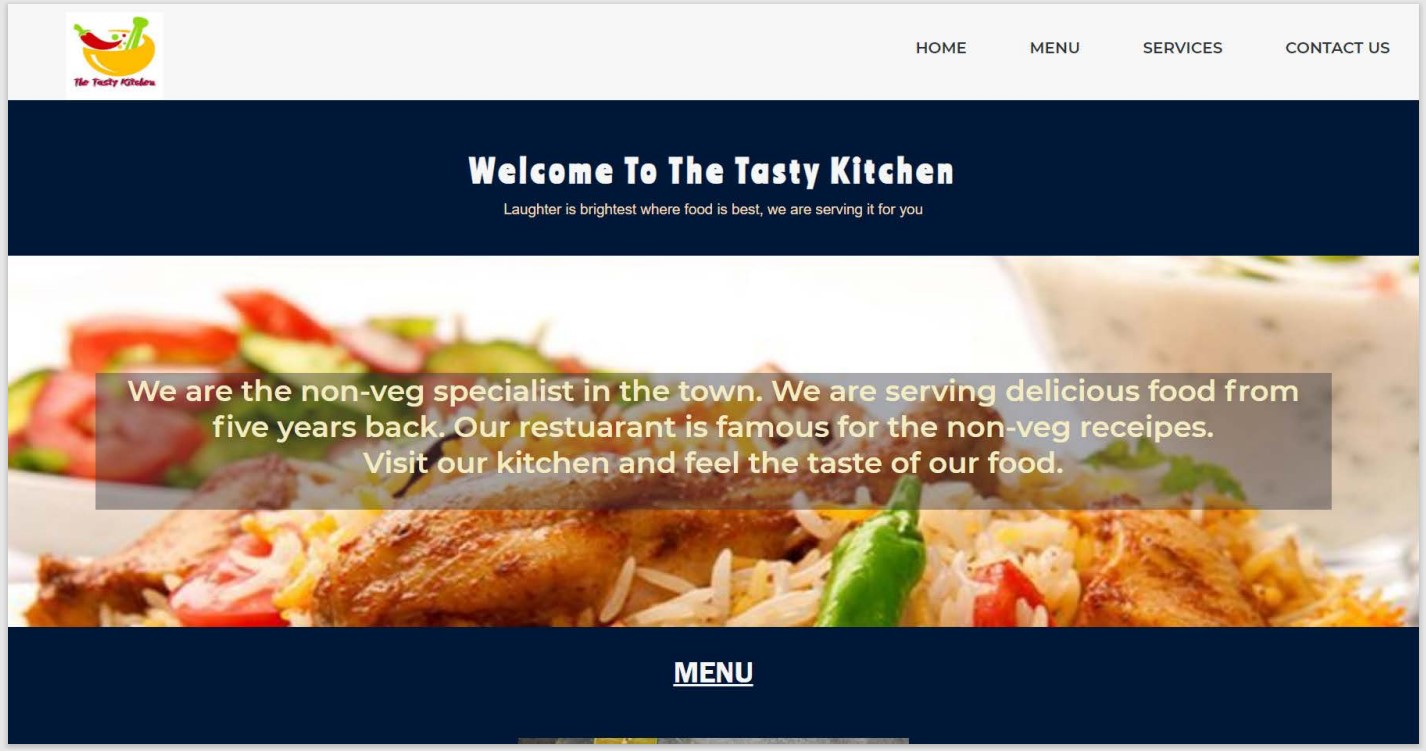 The Tasty Kitchen
HOME MENU SERVICES CONTACT US
Welcome To The Tasty Kitchen
Laughter is brightest where food is best, we are serving it for you
We are the non-veg specialist in the town. We are serving delicious food from
five years back. Our restuarant is famous for the non-veg receipes.
Visit our kitchen and feel the taste of our food.
MENU